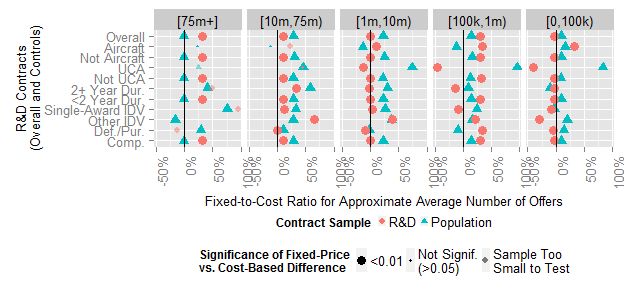 [75m+] [10m,75m) [1m,10m) [100k,1m) [0,100k)
R&D Contracts
(Overall and Controls)
Overall
Aircraft
Not Aircraft
UCA
Not UCA
2+ Year Dur.
<2 Year Dur.
Single-Award IDV
Other IDV
Def./Pur.
Comp.
-50% 0% 50% 100% -50% 0% 50% 100% -50% 0% 50% 100% -50% 0% 50% 100% -50% 0% 50% 100%
Fixed-to-Cost Ratio for Approximate Average Number of Offers
Contract Sample R&D Population
Significance of Fixed-Price
vs. Cost-Based Difference
<0.01
Not Signif.
(>0.05)
Sample Too
Small to Test